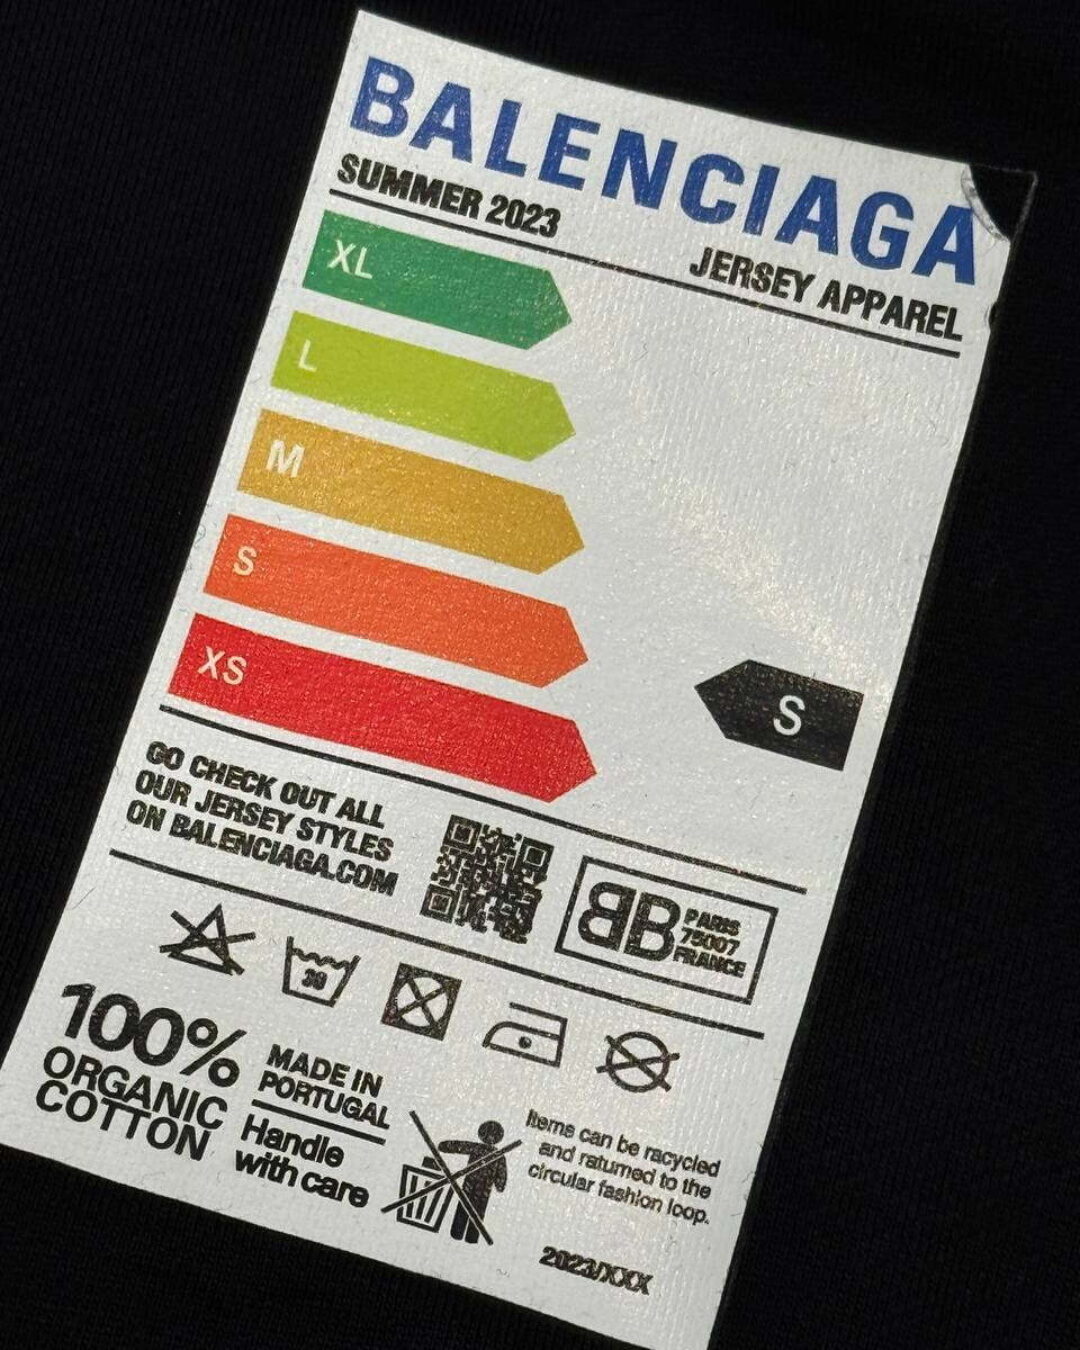 BALENCIAGA
SUMMER 2023
JERSEY APPAREL
XL
L
M
S
XS
S
GO CHECK OUT ALL
OUR JERSEY STYLES
ON BALENCIAGA.COM
BB
PARIS
75007
FRANCE
30
100%
ORGANIC
COTTON
MADE IN
PORTUGAL
Handle
with care
Items can be recycled
and returned to the
circular fashion loop.
2023/XXX